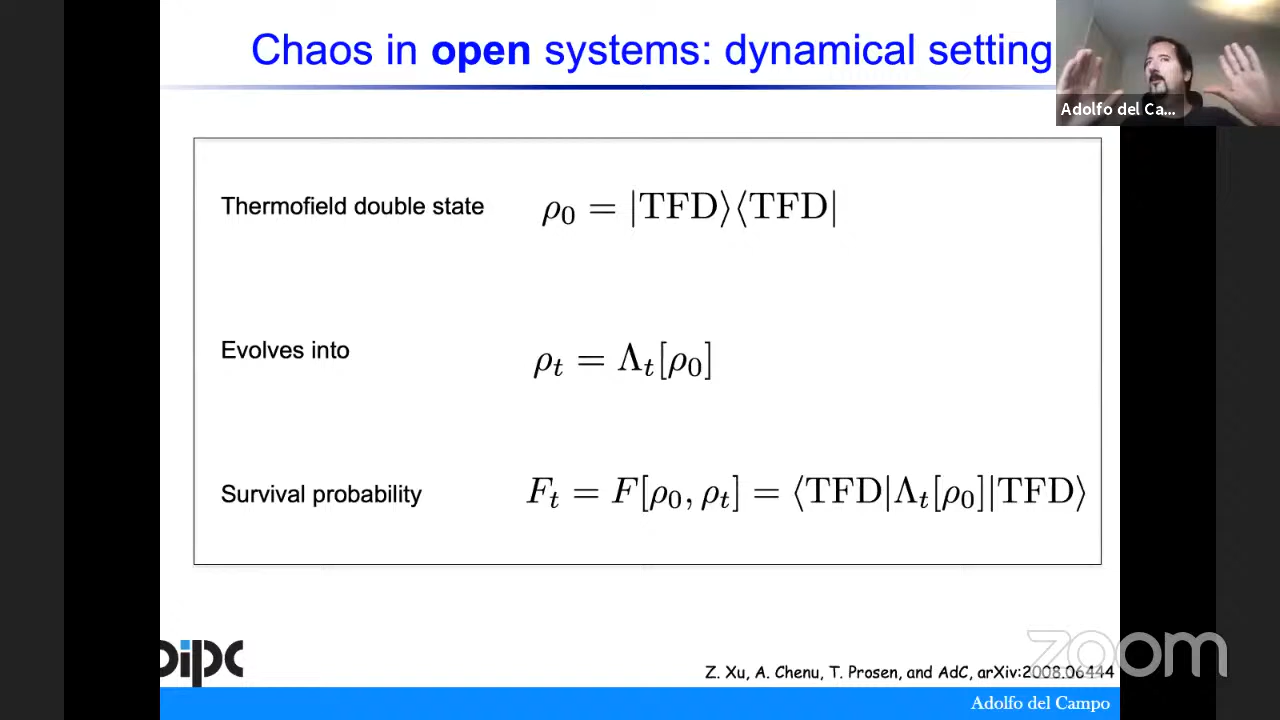 Chaos in open systems: dynamical setting
Adolfo del Ca...
Thermofield double state ρ₀ = |TFD⟩⟨TFD|
Evolves into ρₜ = Λₜ[ρ₀]
Survival probability Fₜ = F[ρ₀, ρₜ] = ⟨TFD|Λₜ[ρ₀]|TFD⟩
dipc
zoom
Z. Xu, A. Chenu, T. Prosen, and AdC, arXiv:2008.06444
Adolfo del Campo